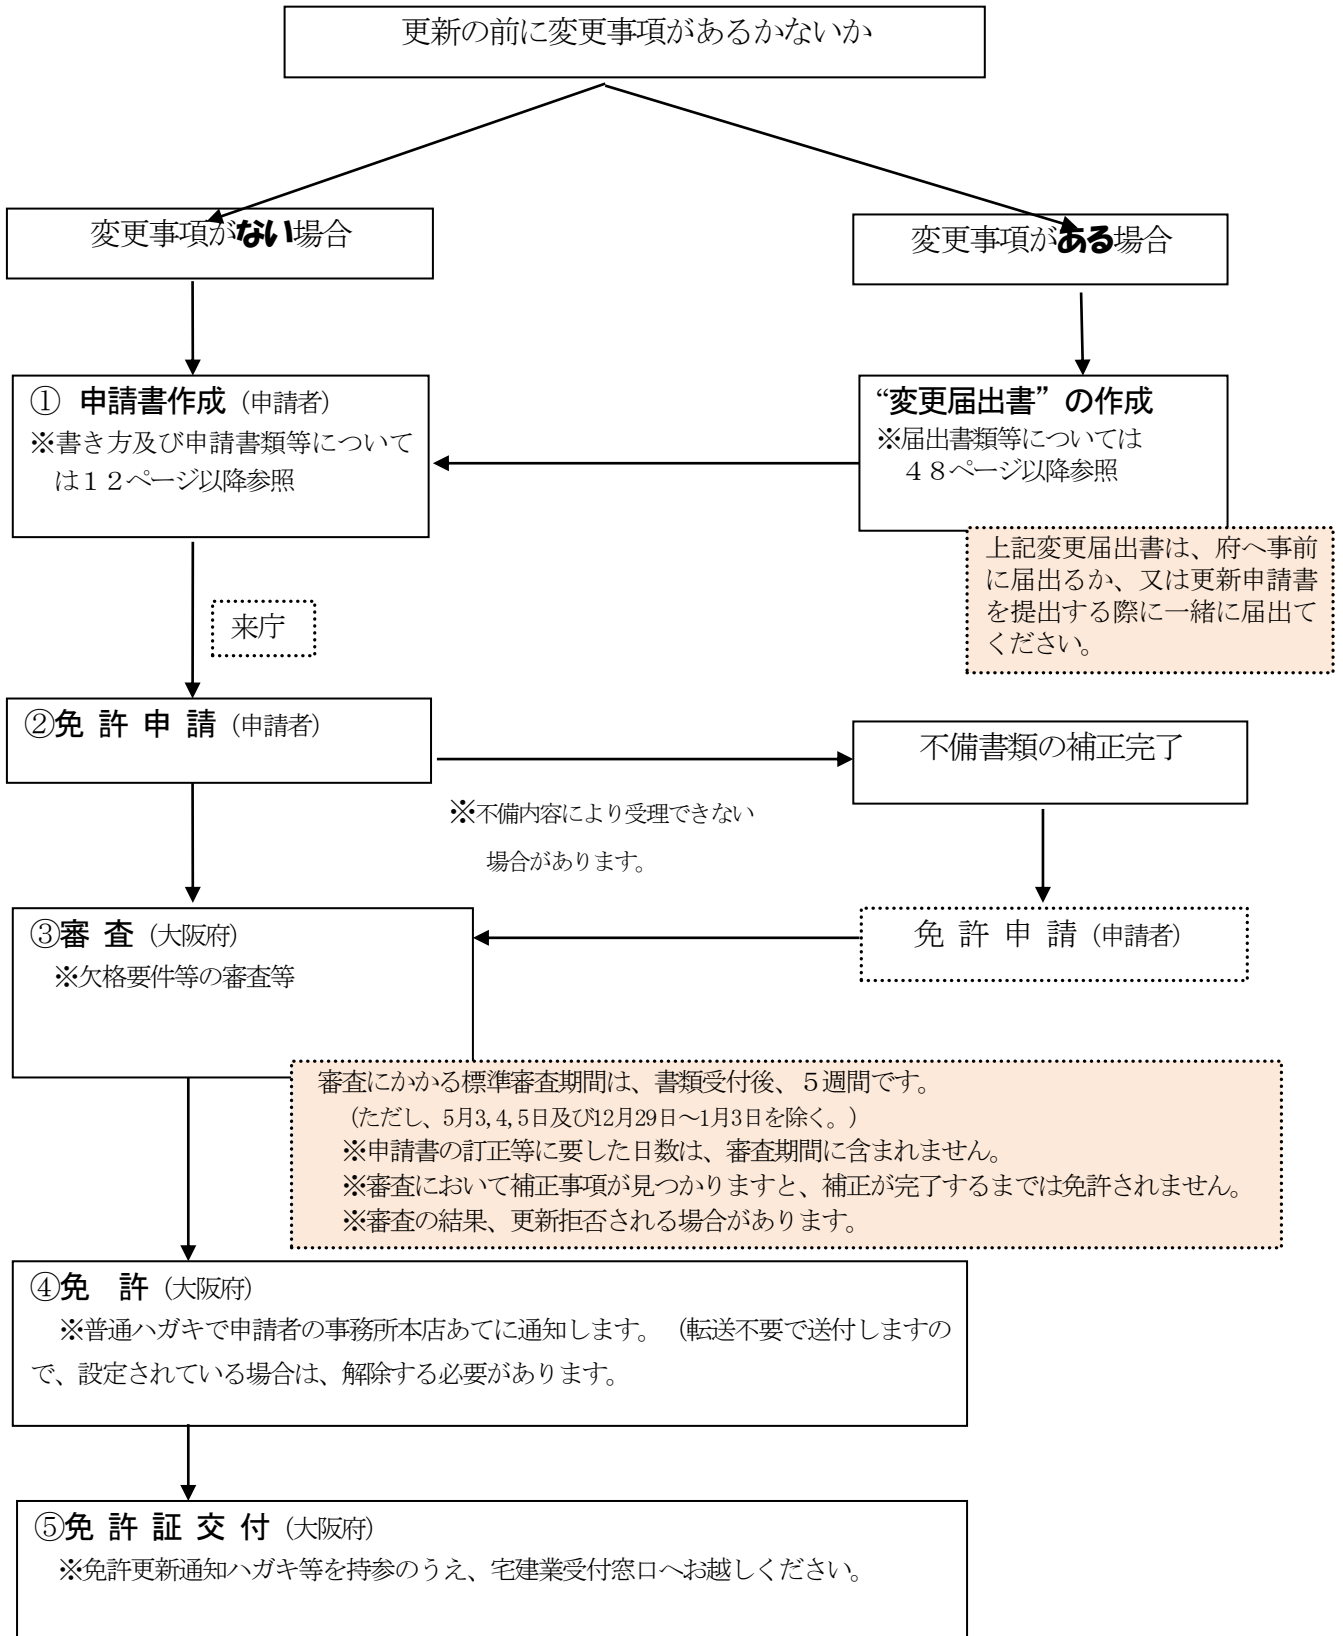 更新の前に変更事項があるかないか
変更事項がない場合
変更事項がある場合
① 申請書作成（申請者）
※書き方及び申請書類等について
は１２ページ以降参照
“変更届出書”の作成
※届出書類等については
４８ページ以降参照
上記変更届出書は、府へ事前
に届出るか、又は更新申請書
を提出する際に一緒に届出て
ください。
来庁
②免 許 申 請（申請者）
不備書類の補正完了
※不備内容により受理できない
場合があります。
③審 査（大阪府）
※欠格要件等の審査等
免 許 申 請（申請者）
審査にかかる標準審査期間は、書類受付後、５週間です。
（ただし、5月3,4,5日及び12月29日～1月3日を除く。）
※申請書の訂正等に要した日数は、審査期間に含まれません。
※審査において補正事項が見つかりますと、補正が完了するまでは免許されません。
※審査の結果、更新拒否される場合があります。
④免　許（大阪府）
※普通ハガキで申請者の事務所本店あてに通知します。（転送不要で送付しますの
で、設定されている場合は、解除する必要があります。
⑤免 許 証 交 付（大阪府）
※免許更新通知ハガキ等を持参のうえ、宅建業受付窓口へお越しください。